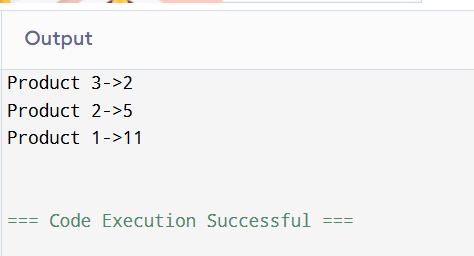 Output
Product 3->2
Product 2->5
Product 1->11
=== Code Execution Successful ===